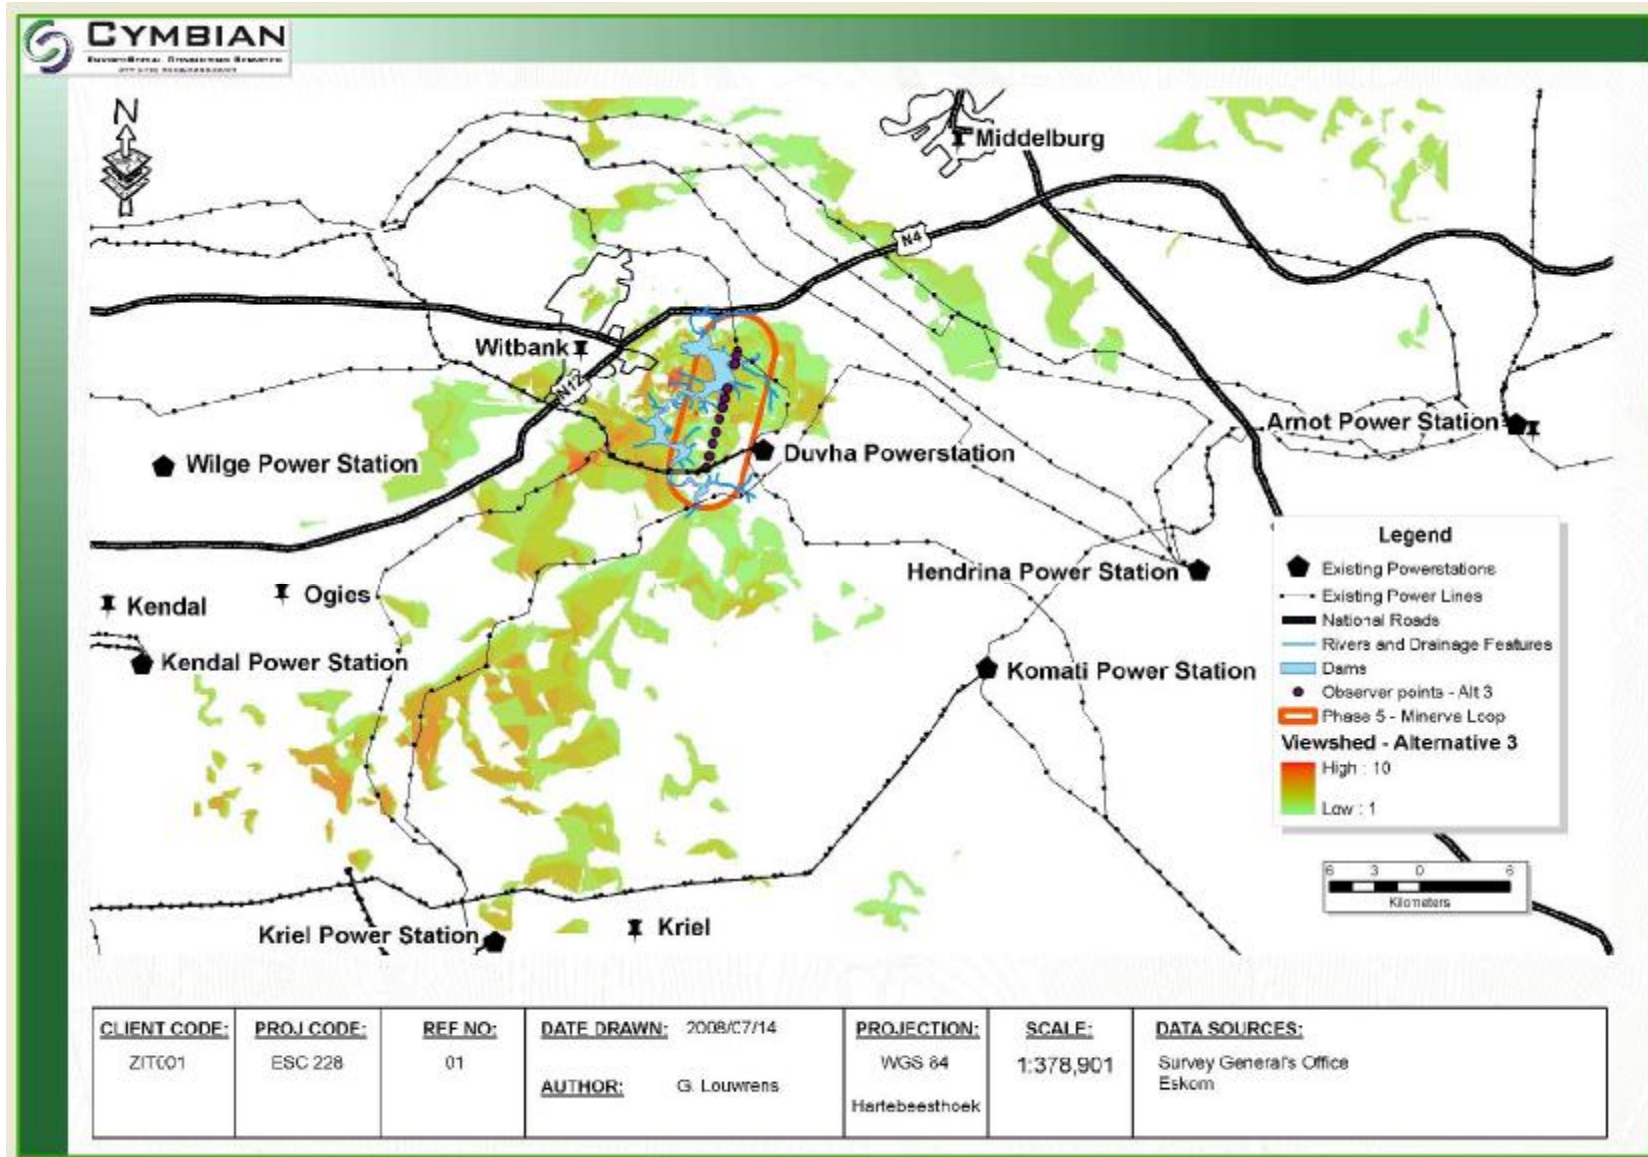 CYMBIAN
N
Middelburg
N4
Witbank
N12
Arnot Power Station
Wilge Power Station
Duvha Powerstation
Hendrina Power Station
Kendal
Ogies
Kendal Power Station
Komati Power Station
Kriel Power Station
Kriel
Legend
Existing Powerstations
Existing Power Lines
National Roads
Rivers and Drainage Features
Dams
Observer points - Alt 3
Phase 5 - Minerva Loop
Viewshed - Alternative 3
High : 10
Low : 1
6 3 0 6
Kilometers
CLIENT CODE:
ZIT001
PROJ CODE:
ESC 228
REF NO:
01
DATE DRAWN: 2008/07/14
AUTHOR: G. Louwrens
PROJECTION:
WGS 84
Hartebeesthoek
SCALE:
1:378,901
DATA SOURCES:
Survey General's Office
Eskom